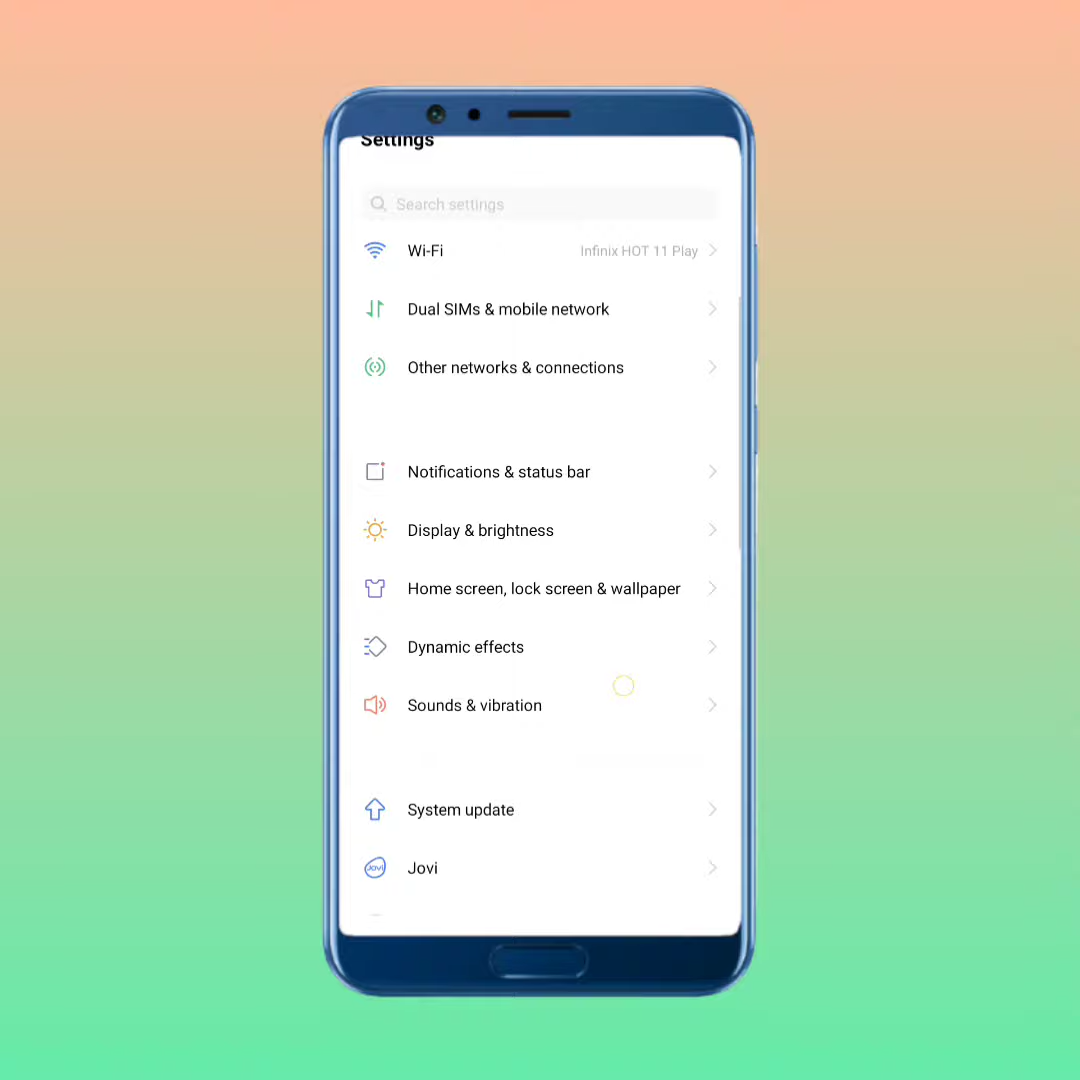 Settings
Search settings
Wi-Fi Infinix HOT 11 Play
Dual SIMs & mobile network
Other networks & connections
Notifications & status bar
Display & brightness
Home screen, lock screen & wallpaper
Dynamic effects
Sounds & vibration
System update
Jovi Jovi